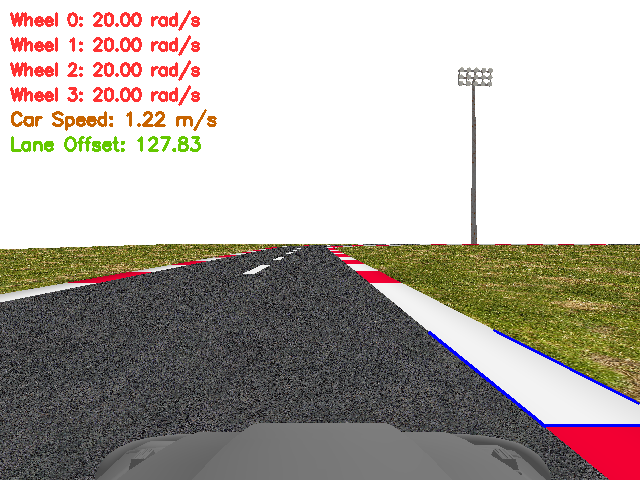 Wheel 0: 20.00 rad/s
Wheel 1: 20.00 rad/s
Wheel 2: 20.00 rad/s
Wheel 3: 20.00 rad/s
Car Speed: 1.22 m/s
Lane Offset: 127.83